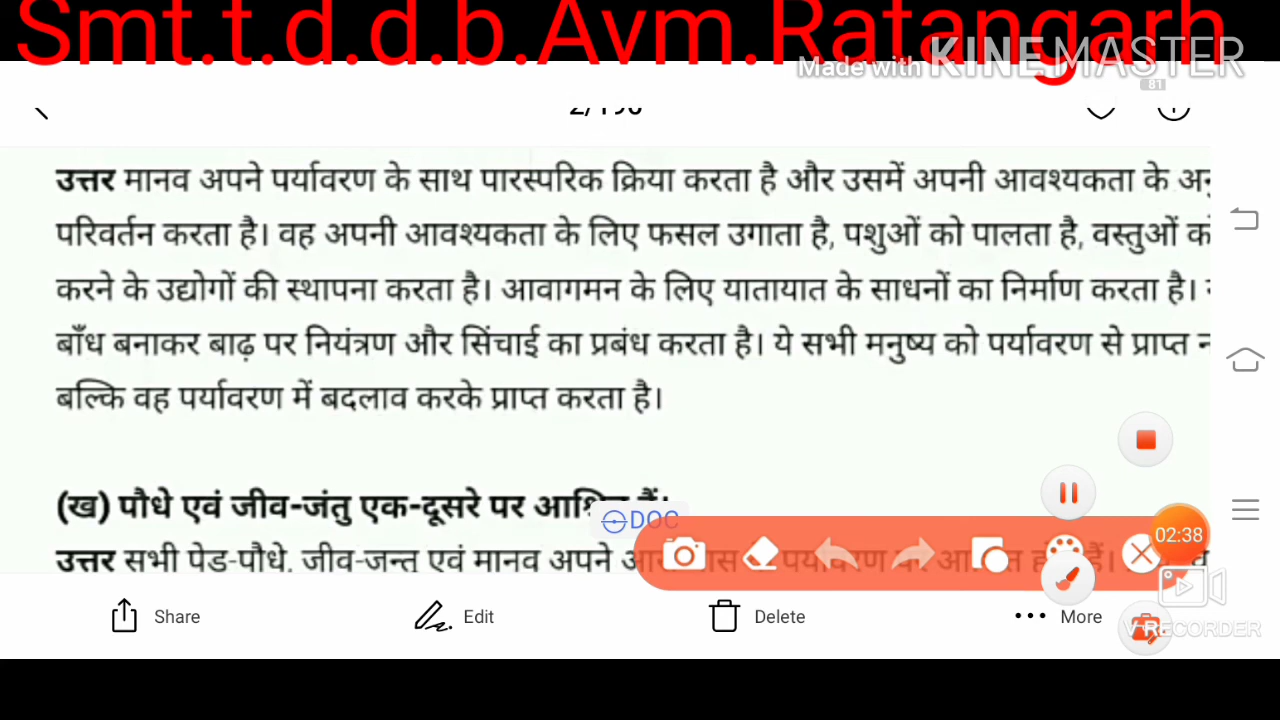 Smt.t.d.d.b.Avm.Ratangarh
Made with KINEMASTER
81
उत्तर मानव अपने पर्यावरण के साथ पारस्परिक क्रिया करता है और उसमें अपनी आवश्यकता के
परिवर्तन करता है। वह अपनी आवश्यकता के लिए फसल उगाता है, पशुओं को पालता है, वस्तुओं
करने के उद्योगों की स्थापना करता है। आवागमन के लिए यातायात के साधनों का निर्माण करता है।
बाँध बनाकर बाढ़ पर नियंत्रण और सिंचाई का प्रबंध करता है। ये सभी मनुष्य को पर्यावरण से प्राप्त
बल्कि वह पर्यावरण में बदलाव करके प्राप्त करता है।
(ख) पौधे एवं जीव-जंतु एक-दूसरे पर
DOC
उत्तर सभी पेड-पौधे, जीव-जन्तु एवं मानव अपने
02:38
Share
Edit
Delete
More
V RECORDER